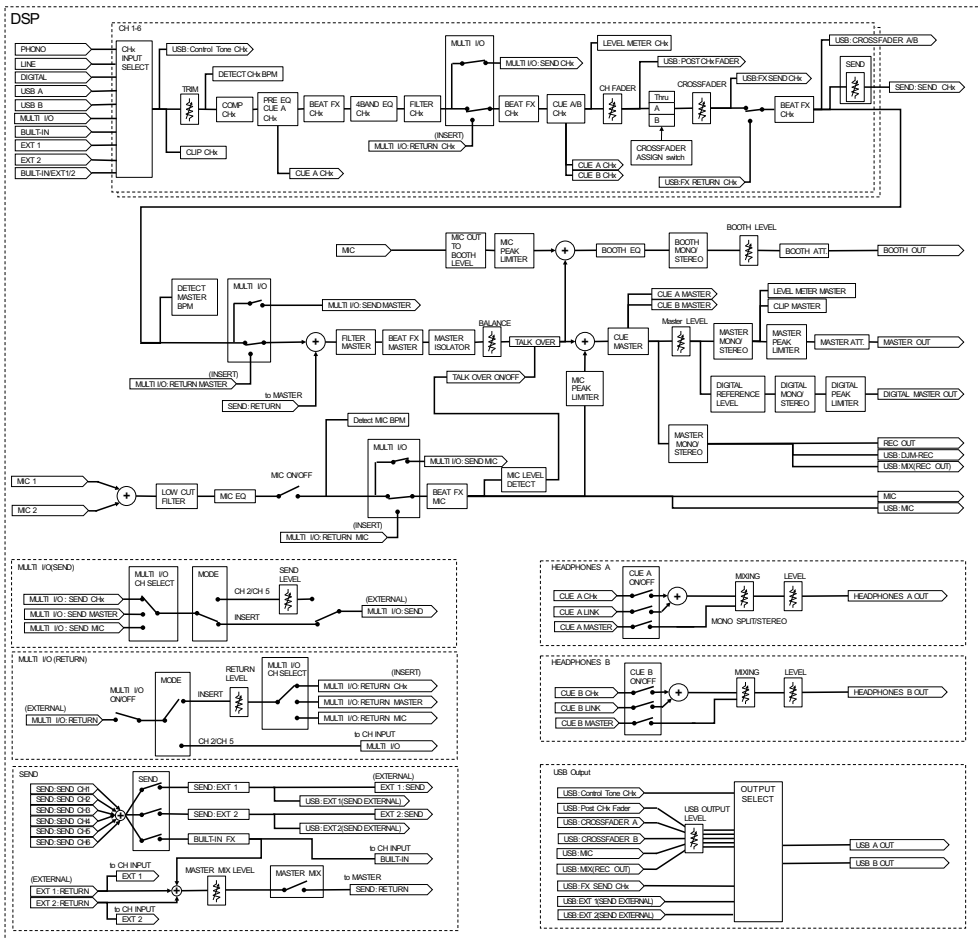 DSP
CH 1-6
PHONO
LINE
DIGITAL
USB A
USB B
MULTI I/O
BUILT-IN
EXT 1
EXT 2
BUILT-IN/EXT1/2
CHx
INPUT
SELECT
USB:Control Tone CHx
DETECT CHx BPM
TRIM
CLIP CHx
COMP
CHx
PRE EQ
CUE A
CHx
CUE A CHx
BEAT FX
CHx
4BAND EQ
CHx
FILTER
CHx
MULTI I/O
MULTI I/O: SEND CHx
(INSERT)
MULTI I/O: RETURN CHx
BEAT FX
CHx
LEVEL METER CHx
CUE A/B
CHx
CUE A CHx
CUE B CHx
CH FADER
USB:POST CHx FADER
Thru
A
B
CROSSFADER
ASSIGN switch
CROSSFADER
USB:FX SEND CHx
USB:FX RETURN CHx
BEAT FX
CHx
USB:CROSSFADER A/B
SEND
SEND: SEND CHx
MIC
MIC OUT
TO
BOOTH
LEVEL
MIC
PEAK
LIMITER
BOOTH EQ
BOOTH
MONO/
STEREO
BOOTH LEVEL
BOOTH ATT.
BOOTH OUT
DETECT
MASTER
BPM
MULTI I/O
MULTI I/O: SEND MASTER
(INSERT)
MULTI I/O: RETURN MASTER
to MASTER
SEND: RETURN
FILTER
MASTER
BEAT FX
MASTER
MASTER
ISOLATOR
BALANCE
TALK OVER
TALK OVER ON/OFF
MIC
PEAK
LIMITER
CUE
MASTER
CUE A MASTER
CUE B MASTER
Master LEVEL
MASTER
MONO/
STEREO
LEVEL METER MASTER
CLIP MASTER
MASTER
PEAK
LIMITER
MASTER ATT.
MASTER OUT
DIGITAL
REFERENCE
LEVEL
DIGITAL
MONO/
STEREO
DIGITAL
PEAK
LIMITER
DIGITAL MASTER OUT
MASTER
MONO/
STEREO
REC OUT
USB: DJM-REC
USB: MIX(REC OUT)
MIC 1
MIC 2
LOW CUT
FILTER
MIC EQ
MIC ON/OFF
Detect MIC BPM
MULTI I/O
MULTI I/O: SEND MIC
(INSERT)
MULTI I/O: RETURN MIC
BEAT FX
MIC
MIC LEVEL
DETECT
MIC
USB: MIC
MULTI I/O(SEND)
MULTI I/O : SEND CHx
MULTI I/O : SEND MASTER
MULTI I/O : SEND MIC
MULTI I/O
CH SELECT
MODE
CH 2/CH 5
INSERT
SEND
LEVEL
(EXTERNAL)
MULTI I/O: SEND
MULTI I/O (RETURN)
(EXTERNAL)
MULTI I/O: RETURN
MULTI I/O
ON/OFF
MODE
INSERT
CH 2/CH 5
RETURN
LEVEL
MULTI I/O
CH SELECT
(INSERT)
MULTI I/O: RETURN CHx
MULTI I/O: RETURN MASTER
MULTI I/O: RETURN MIC
to CH INPUT
MULTI I/O
SEND
SEND: SEND CH1
SEND: SEND CH2
SEND: SEND CH3
SEND: SEND CH4
SEND: SEND CH5
SEND: SEND CH6
SEND
SEND: EXT 1
SEND: EXT 2
BUILT-IN FX
(EXTERNAL)
EXT 1: SEND
USB: EXT1(SEND EXTERNAL)
EXT 2: SEND
USB: EXT2(SEND EXTERNAL)
to CH INPUT
BUILT-IN
to CH INPUT
EXT 1
(EXTERNAL)
EXT 1: RETURN
EXT 2: RETURN
to CH INPUT
EXT 2
MASTER MIX LEVEL
MASTER MIX
to MASTER
SEND: RETURN
HEADPHONES A
CUE A CHx
CUE A LINK
CUE A MASTER
CUE A
ON/OFF
MIXING
MONO SPLIT/STEREO
LEVEL
HEADPHONES A OUT
HEADPHONES B
CUE B CHx
CUE B LINK
CUE B MASTER
CUE B
ON/OFF
MIXING
LEVEL
HEADPHONES B OUT
USB Output
USB: Control Tone CHx
USB: Post CHx Fader
USB: CROSSFADER A
USB: CROSSFADER B
USB: MIC
USB: MIX(REC OUT)
USB: FX SEND CHx
USB: EXT 1(SEND EXTERNAL)
USB: EXT 2(SEND EXTERNAL)
USB OUTPUT
LEVEL
OUTPUT
SELECT
USB A OUT
USB B OUT